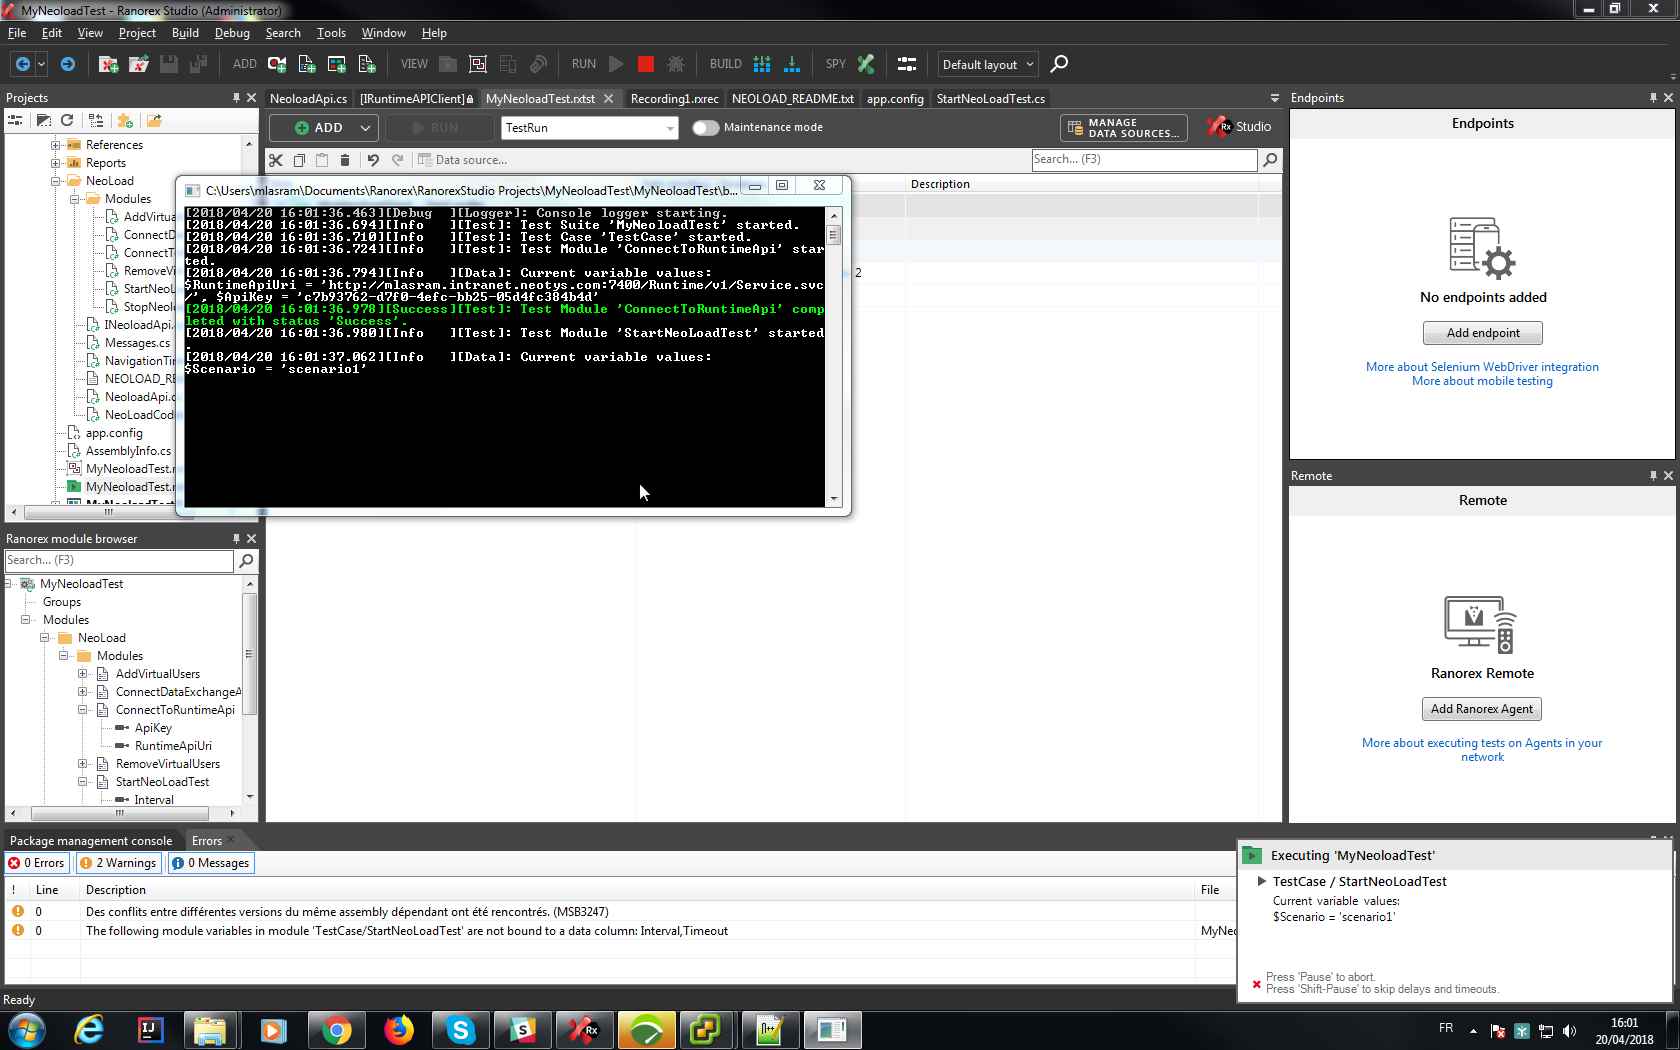 MyNeoloadTest - Ranorex Studio (Administrator)
File Edit View Project Build Debug Search Tools Window Help
ADD VIEW RUN BUILD SPY Default layout
Projects
NeoloadApi.cs [IRuntimeAPIClient] MyNeoloadTest.rxtst Recording1.rxrec NEOLOAD_README.txt app.config StartNeoLoadTest.cs
ADD RUN TestRun Maintenance mode MANAGE
DATA SOURCES... Rx Studio
Data source... Search... (F3)
Description
2
References
Reports
NeoLoad
Modules
AddVirtua
ConnectD
ConnectTo
RemoveVi
StartNeoL
StopNeol
INeoloadApi.
Messages.cs
NavigationTim
NEOLOAD_RE
NeoloadApi.c
NeoLoadCod
app.config
AssemblyInfo.cs
MyNeoloadTest.r
MyNeoloadTest.r
MyNeoloadTest
C:\Users\mlasram\Documents\Ranorex\RanorexStudio Projects\MyNeoloadTest\MyNeoloadTest\b...
[2018/04/20 16:01:36.463][Debug  ][Logger]: Console logger starting.
[2018/04/20 16:01:36.694][Info   ][Test]: Test Suite 'MyNeoloadTest' started.
[2018/04/20 16:01:36.710][Info   ][Test]: Test Case 'TestCase' started.
[2018/04/20 16:01:36.724][Info   ][Test]: Test Module 'ConnectToRuntimeApi' star
ted.
[2018/04/20 16:01:36.794][Info   ][Data]: Current variable values:
$RuntimeApiUri = 'http://mlasram.intranet.neotys.com:7400/Runtime/v1/Service.svc
/', $ApiKey = 'c7b93762-d7f0-4efc-bb25-05d4fc384b4d'
[2018/04/20 16:01:36.978][Success][Test]: Test Module 'ConnectToRuntimeApi' comp
leted with status 'Success'.
[2018/04/20 16:01:36.980][Info   ][Test]: Test Module 'StartNeoLoadTest' started
.
[2018/04/20 16:01:37.062][Info   ][Data]: Current variable values:
$Scenario = 'scenario1'
Endpoints
Endpoints
No endpoints added
Add endpoint
More about Selenium WebDriver integration
More about mobile testing
Remote
Remote
Ranorex Remote
Add Ranorex Agent
More about executing tests on Agents in your
network
Ranorex module browser
Search... (F3)
MyNeoloadTest
Groups
Modules
NeoLoad
Modules
AddVirtualUsers
ConnectDataExchangeA
ConnectToRuntimeApi
ApiKey
RuntimeApiUri
RemoveVirtualUsers
StartNeoLoadTest
Interval
Package management console Errors
0 Errors 2 Warnings 0 Messages
! Line Description File
0 Des conflits entre différentes versions du même assembly dépendant ont été rencontrés. (MSB3247)
0 The following module variables in module 'TestCase/StartNeoLoadTest' are not bound to a data column: Interval,Timeout MyNeo
Executing 'MyNeoloadTest'
TestCase / StartNeoLoadTest
Current variable values:
$Scenario = 'scenario1'
Press 'Pause' to abort.
Press 'Shift-Pause' to skip delays and timeouts.
Ready
FR
16:01
20/04/2018